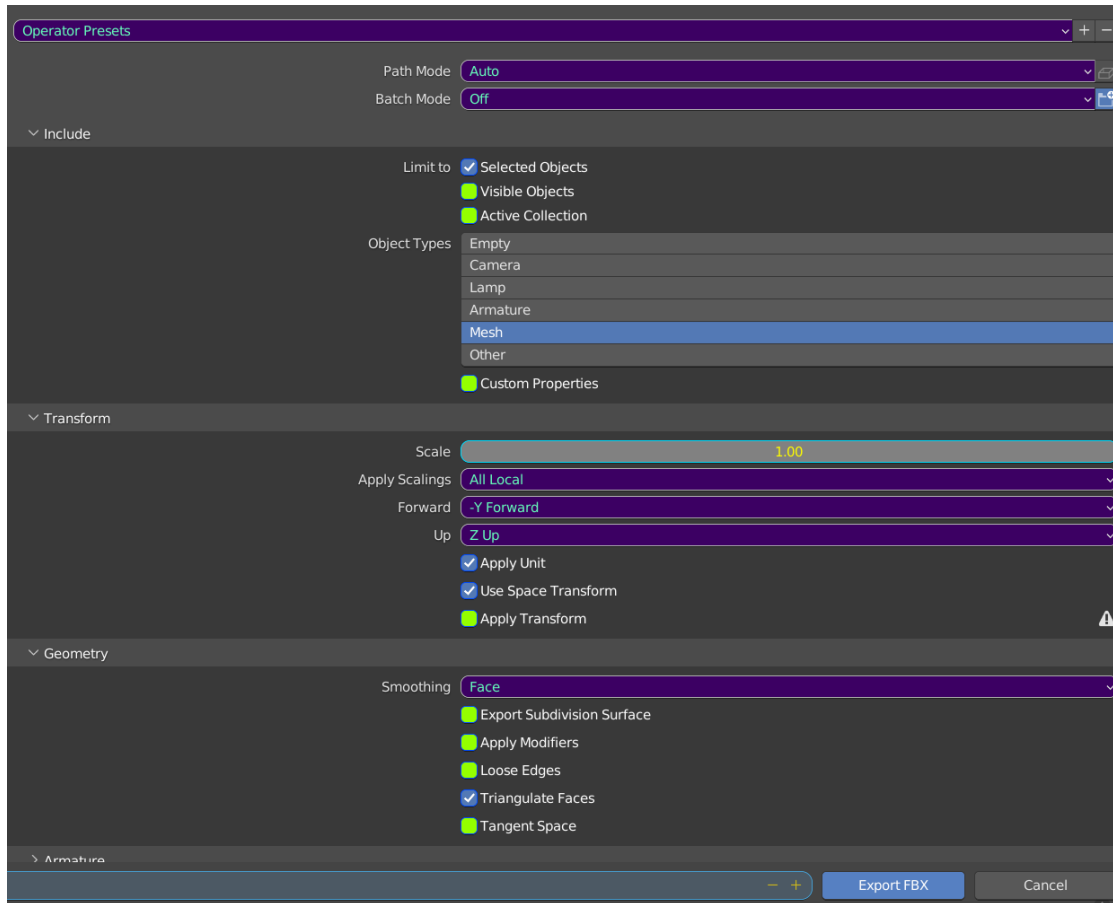 Operator Presets
Path Mode Auto
Batch Mode Off
Include
Limit to Selected Objects
Visible Objects
Active Collection
Object Types Empty
Camera
Lamp
Armature
Mesh
Other
Custom Properties
Transform
Scale 1.00
Apply Scalings All Local
Forward -Y Forward
Up Z Up
Apply Unit
Use Space Transform
Apply Transform
Geometry
Smoothing Face
Export Subdivision Surface
Apply Modifiers
Loose Edges
Triangulate Faces
Tangent Space
Armature
Export FBX Cancel